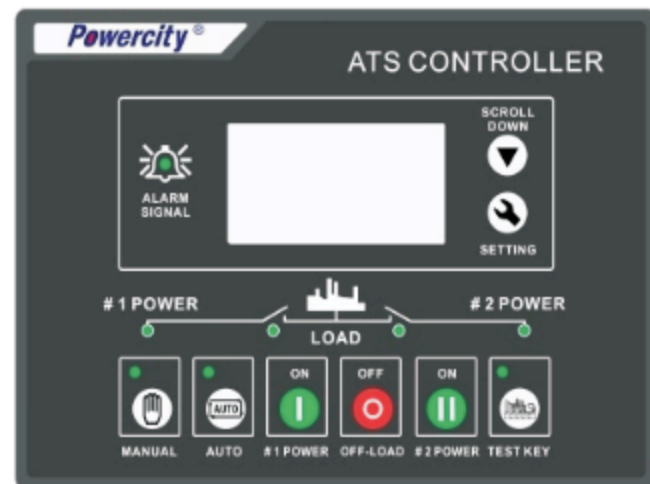 Powercity®
ATS CONTROLLER
SCROLL
DOWN
ALARM
SIGNAL
SETTING
#1 POWER
#2 POWER
LOAD
ON
OFF
ON
AUTO
MANUAL
AUTO
#1 POWER
OFF-LOAD
#2 POWER
TEST KEY